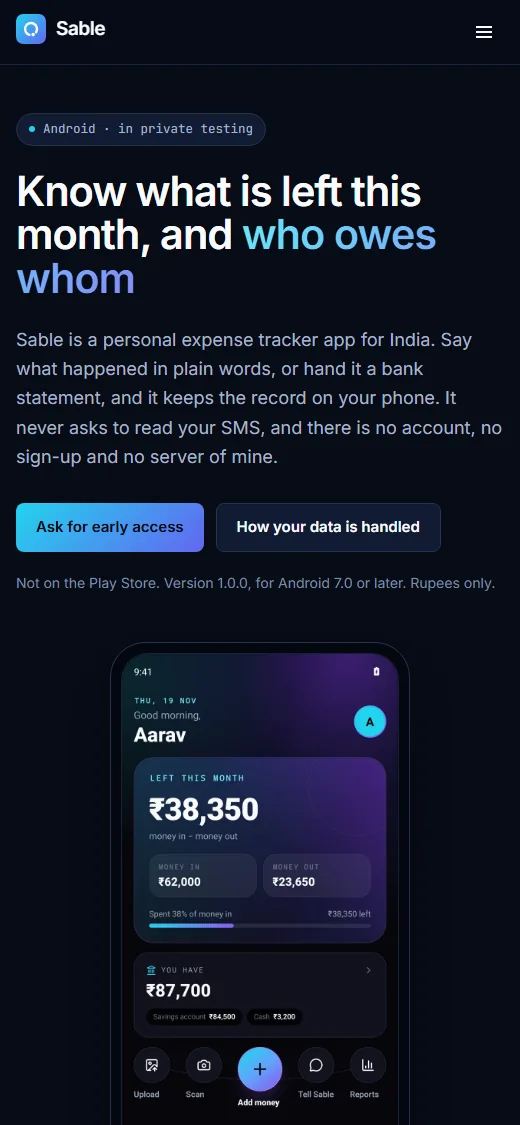 Sable
Android · in private testing
Know what is left this
month, and who owes
whom
Sable is a personal expense tracker app for India. Say
what happened in plain words, or hand it a bank
statement, and it keeps the record on your phone. It
never asks to read your SMS, and there is no account, no
sign-up and no server of mine.
Ask for early access
How your data is handled
Not on the Play Store. Version 1.0.0, for Android 7.0 or later. Rupees only.
9:41
THU, 19 NOV
Good morning,
Aarav
A
LEFT THIS MONTH
₹38,350
money in − money out
MONEY IN
₹62,000
MONEY OUT
₹23,650
Spent 38% of money in
₹38,350 left
YOU HAVE
₹87,700
Savings account ₹84,500
Cash ₹3,200
Upload
Scan
Add money
Tell Sable
Reports